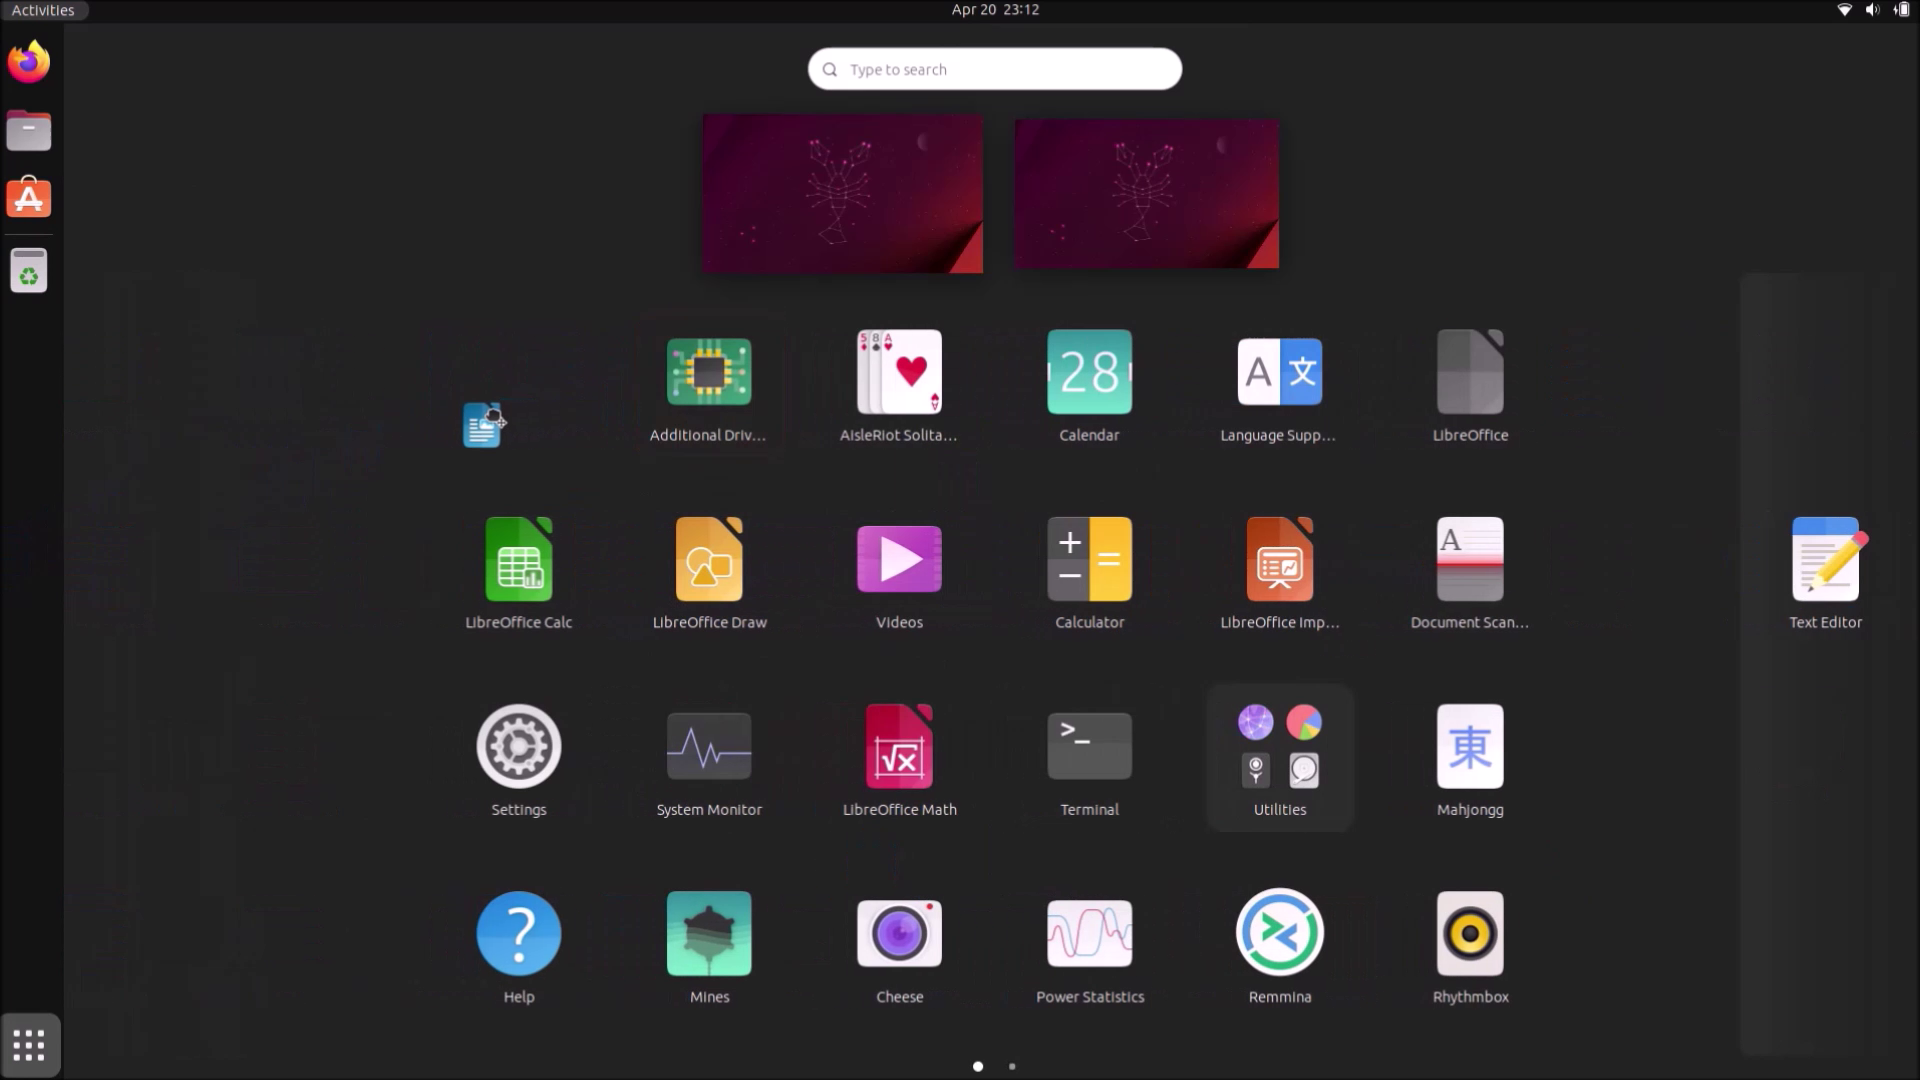 Activities
Apr 20 23:12
Type to search
5 8 A
28
A 文
Additional Driv...
AisleRiot Solita...
Calendar
Language Supp...
LibreOffice
A
LibreOffice Calc
LibreOffice Draw
Videos
Calculator
LibreOffice Imp...
Document Scan...
Text Editor
>_
√x
東
Settings
System Monitor
LibreOffice Math
Terminal
Utilities
Mahjongg
?
Help
Mines
Cheese
Power Statistics
Remmina
Rhythmbox